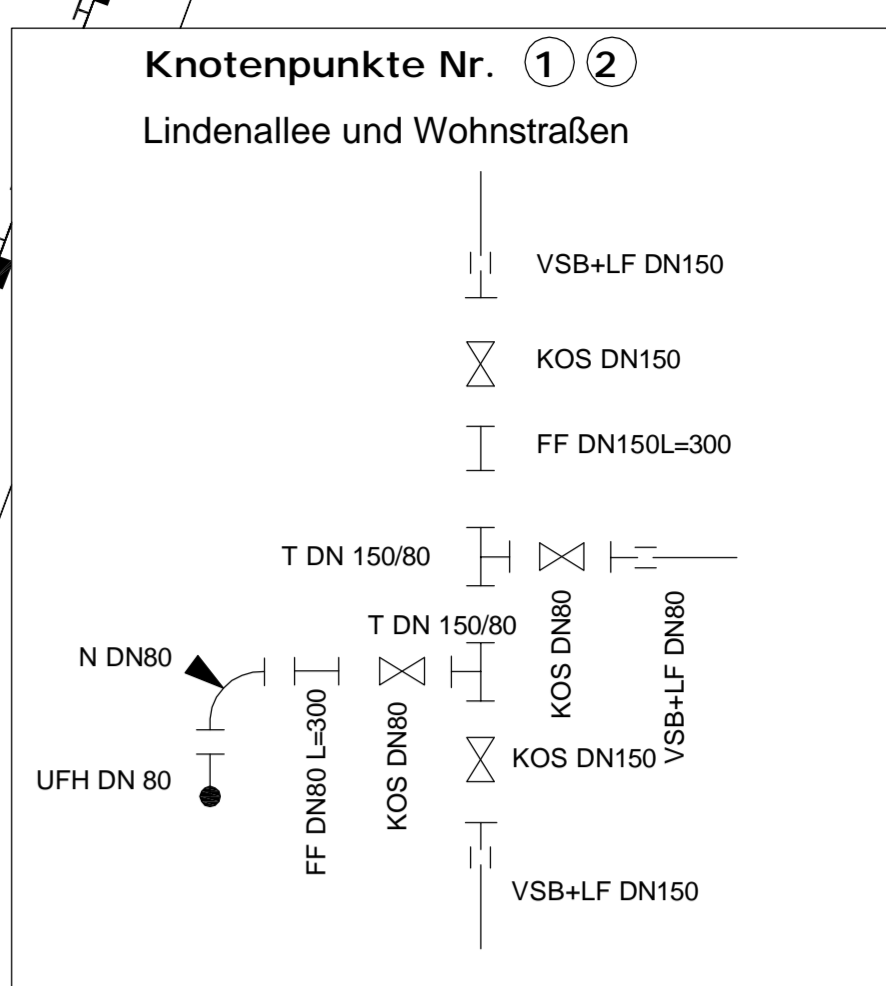 Knotenpunkte Nr. 1 2
Lindenallee und Wohnstraßen
VSB+LF DN150
KOS DN150
FF DN150L=300
T DN 150/80
KOS DN80
VSB+LF DN80
T DN 150/80
N DN80
FF DN80 L=300
KOS DN80
UFH DN 80
KOS DN150
VSB+LF DN150